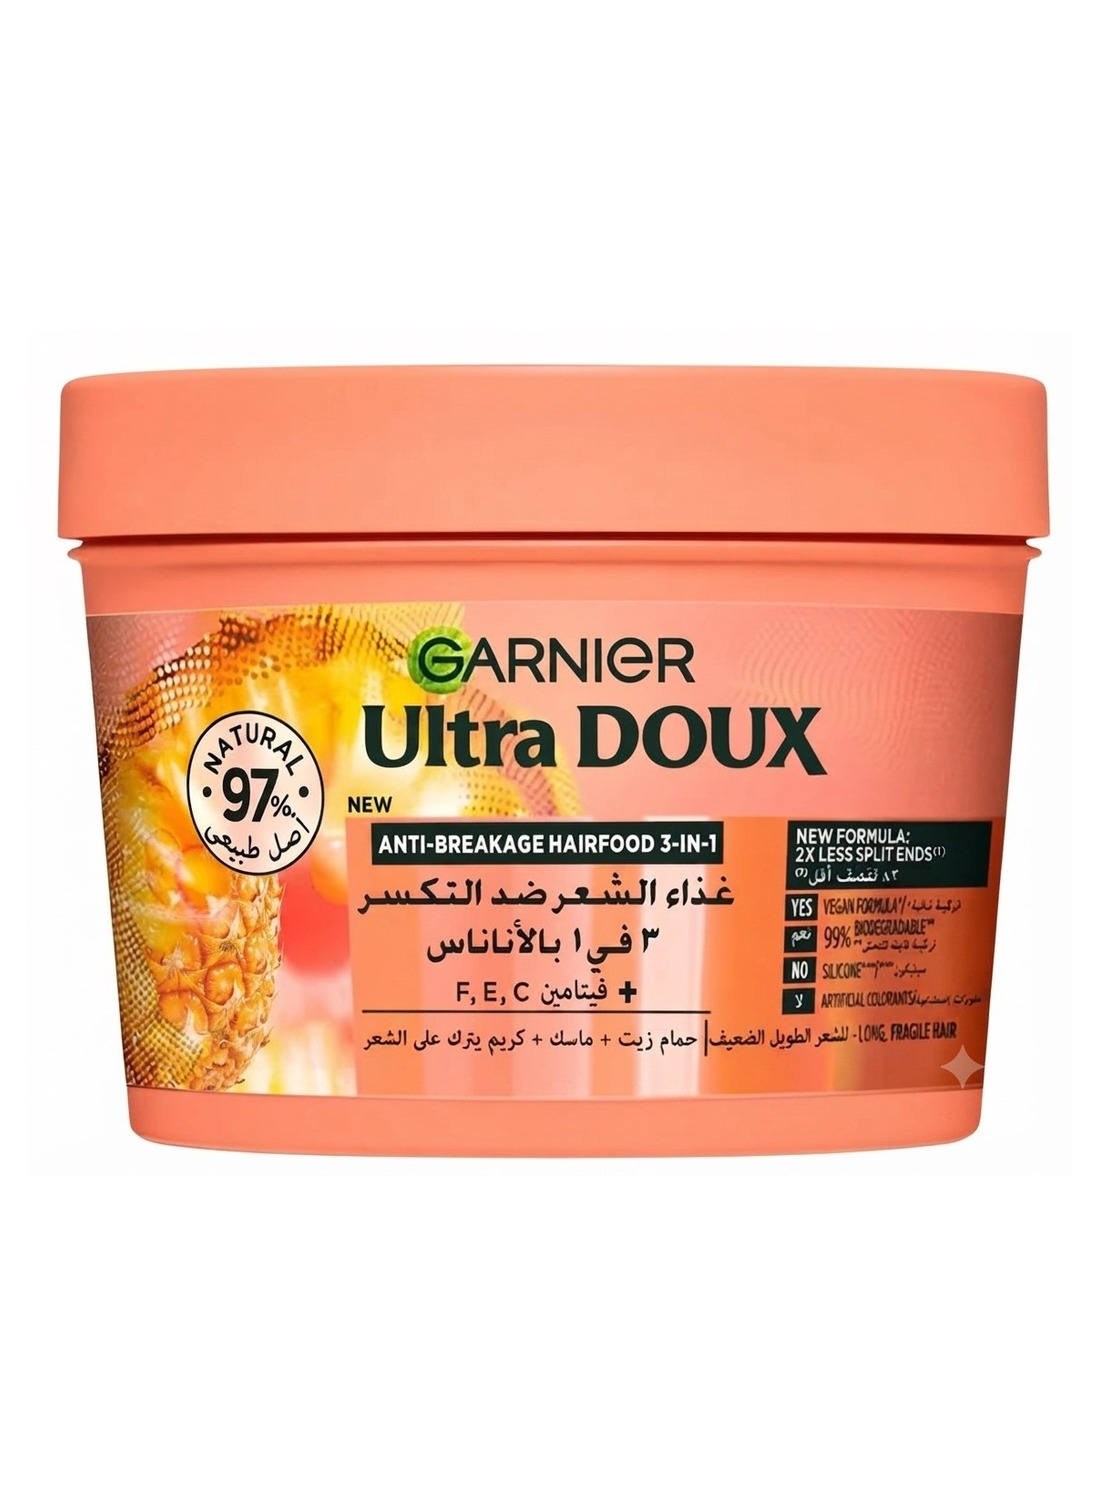 GARNIER
Ultra DOUX
NATURAL
97%
أصل طبيعي
NEW
ANTI-BREAKAGE HAIRFOOD 3-IN-1
غذاء الشعر ضد التكسر
٣ في ١ بالأناناس
+ فيتامين F, E, C
حمام زيت + ماسك + كريم يترك على الشعر
NEW FORMULA:
2X LESS SPLIT ENDS(1)
YES VEGAN FORMULA
نعم 99% BIODEGRADABLE
NO SILICONE
لا ARTIFICIAL COLORANTS
للشعر الطويل الضعيف - LONG, FRAGILE HAIR